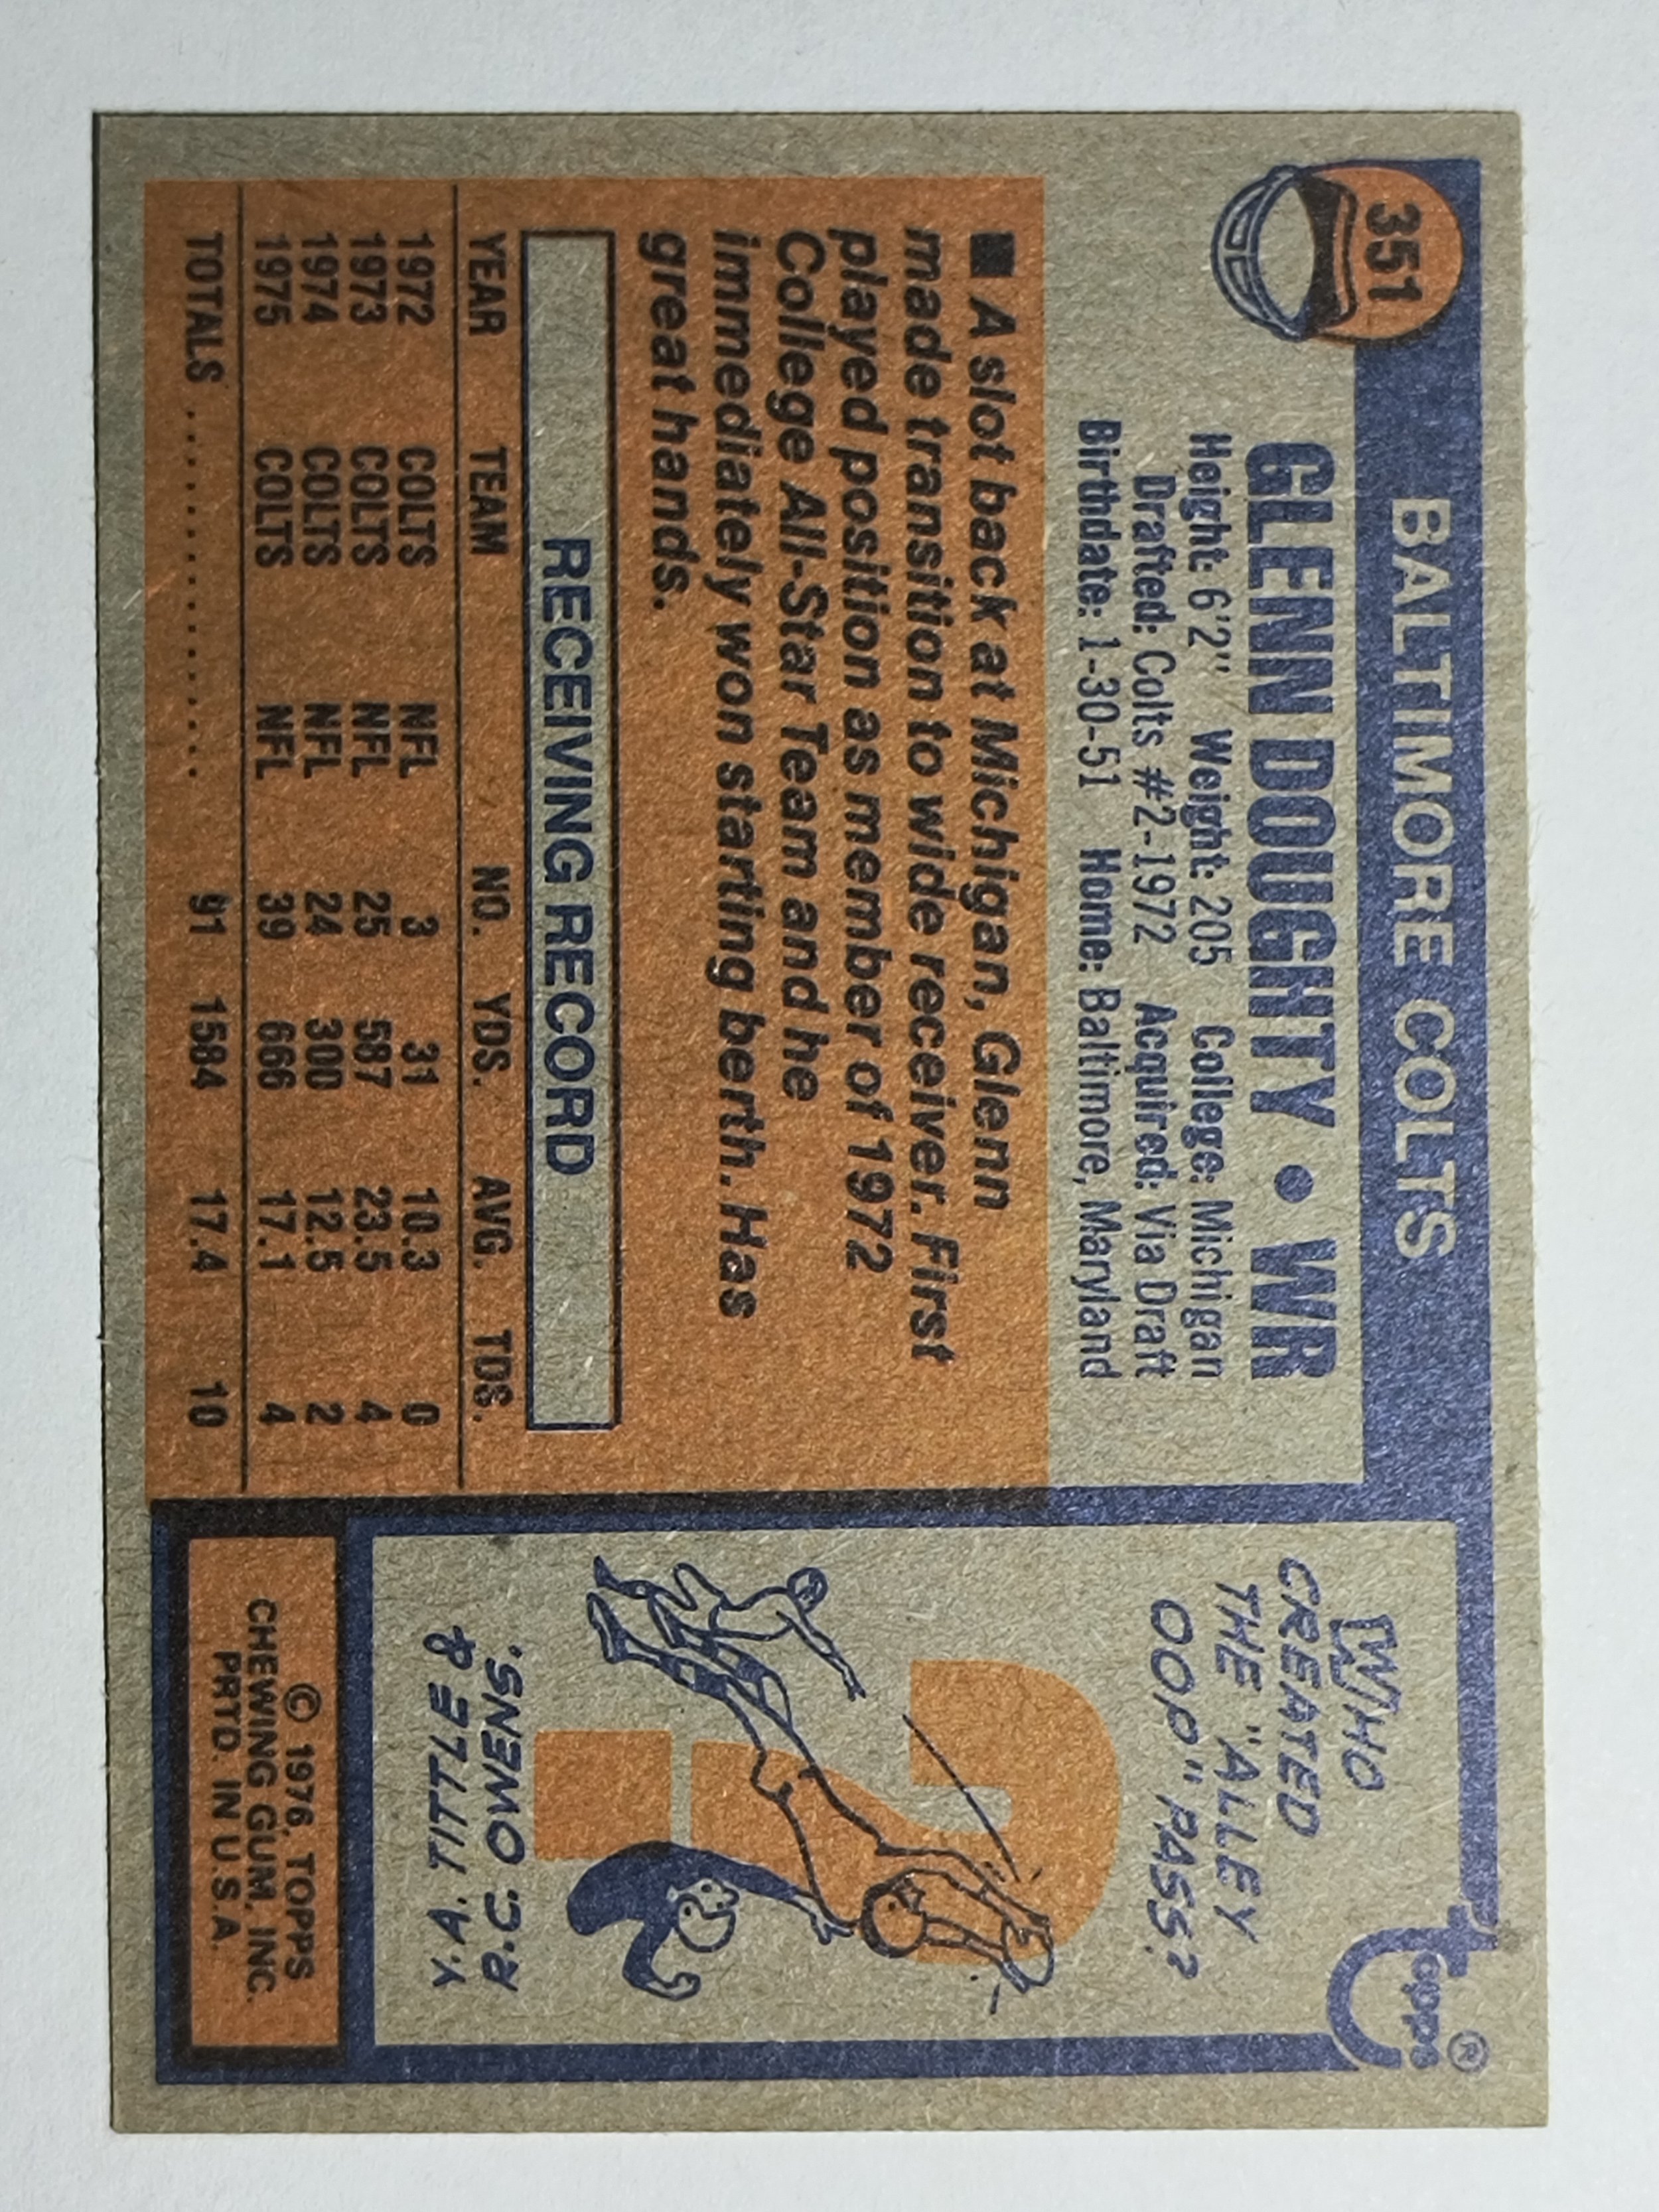 351
BALTIMORE COLTS
GLENN DOUGHTY • WR
Height: 6'2" Weight: 205 College: Michigan
Drafted: Colts #2-1972 Acquired: Via Draft
Birthdate: 1-30-51 Home: Baltimore, Maryland
■ A slot back at Michigan, Glenn
made transition to wide receiver. First
played position as member of 1972
College All-Star Team and he
immediately won starting berth. Has
great hands.
RECEIVING RECORD
YEAR TEAM NO. YDS. AVG. TDS.
1972 COLTS NFL 3 31 10.3 0
1973 COLTS NFL 25 587 23.5 4
1974 COLTS NFL 24 300 12.5 2
1975 COLTS NFL 39 666 17.1 4
TOTALS .................. 91 1584 17.4 10
topps ®
WHO
CREATED
THE "ALLEY
OOP" PASS?
Y.A. TITTLE &
R.C. OWENS.
© 1976, TOPPS
CHEWING GUM, INC.
PRTD. IN U.S.A.